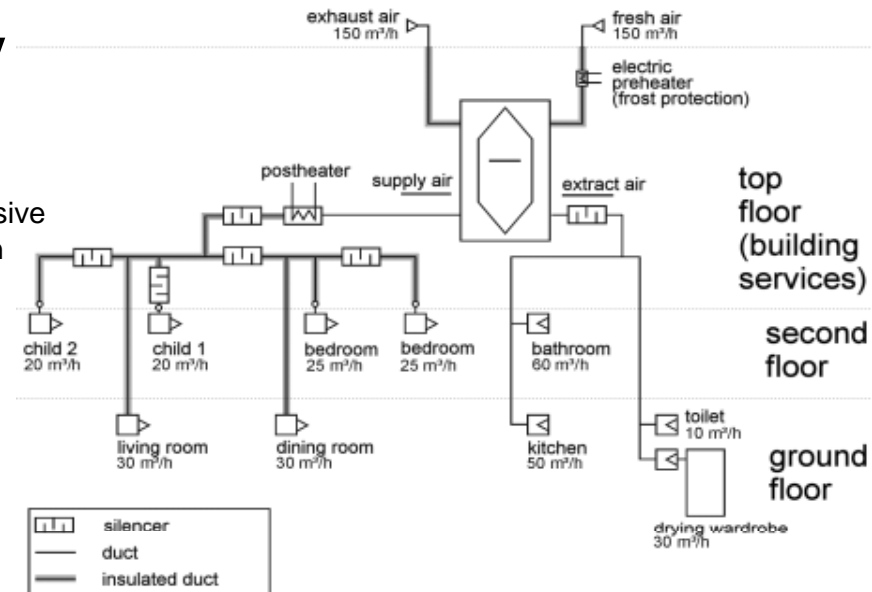 exhaust air
150 m³/h
fresh air
150 m³/h
y
electric
preheater
(frost protection)
postheater
supply air
extract air
top
floor
(building
services)
sive
child 2
20 m³/h
child 1
20 m³/h
bedroom
25 m³/h
bedroom
25 m³/h
bathroom
60 m³/h
second
floor
living room
30 m³/h
dining room
30 m³/h
kitchen
50 m³/h
toilet
10 m³/h
ground
floor
drying wardrobe
30 m³/h
silencer
duct
insulated duct